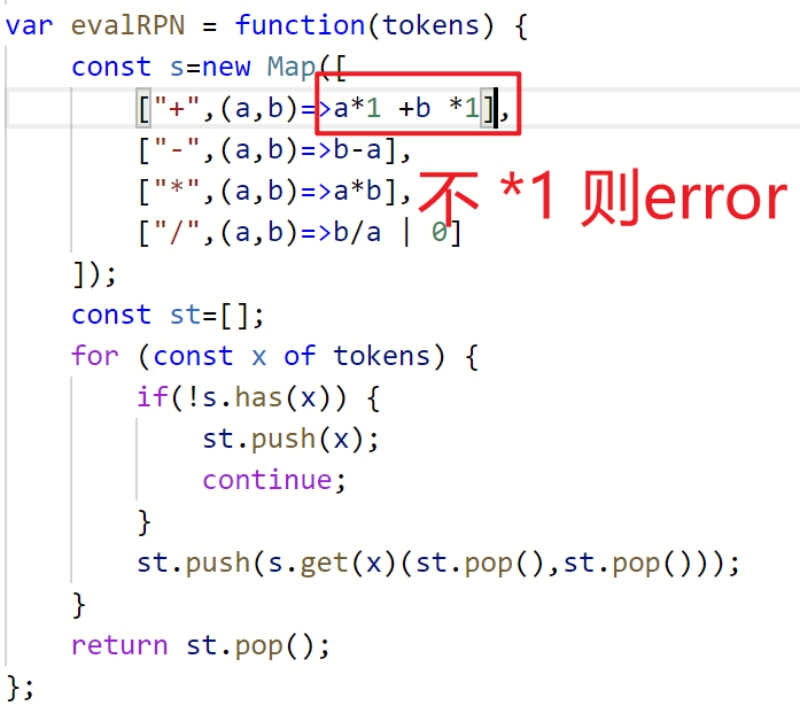 var evalRPN = function(tokens) {
    const s=new Map([
        ["+",(a,b)=>a*1 +b *1],
        ["-",(a,b)=>b-a],
        ["*",(a,b)=>a*b],
不 *1 则error
        ["/",(a,b)=>b/a | 0]
    ]);
    const st=[];
    for (const x of tokens) {
        if(!s.has(x)) {
            st.push(x);
            continue;
        }
        st.push(s.get(x)(st.pop(),st.pop()));
    }
    return st.pop();
};